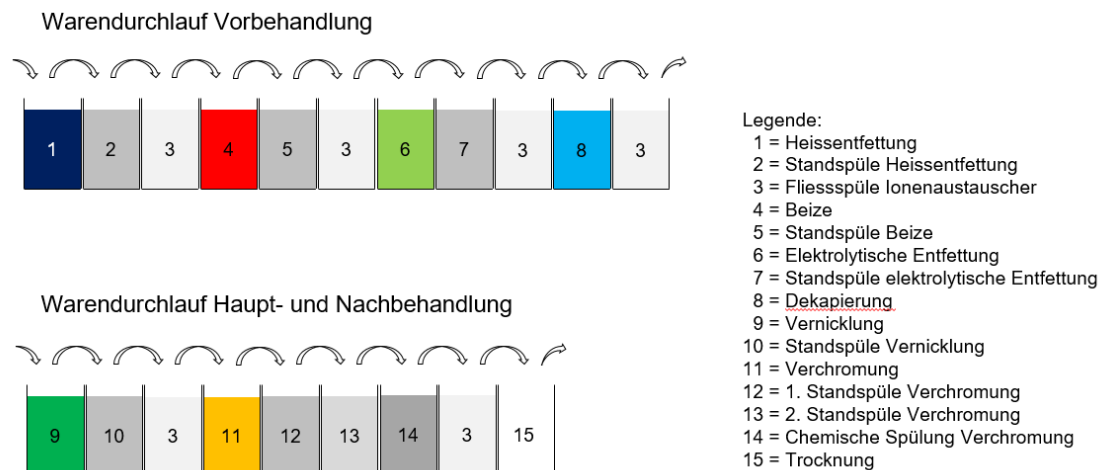 Warendurchlauf Vorbehandlung
1 2 3 4 5 3 6 7 3 8 3
Warendurchlauf Haupt- und Nachbehandlung
9 10 3 11 12 13 14 3 15
Legende:
1 = Heissentfettung
2 = Standspüle Heissentfettung
3 = Fliessspüle Ionenaustauscher
4 = Beize
5 = Standspüle Beize
6 = Elektrolytische Entfettung
7 = Standspüle elektrolytische Entfettung
8 = Dekapierung
9 = Vernicklung
10 = Standspüle Vernicklung
11 = Verchromung
12 = 1. Standspüle Verchromung
13 = 2. Standspüle Verchromung
14 = Chemische Spülung Verchromung
15 = Trocknung